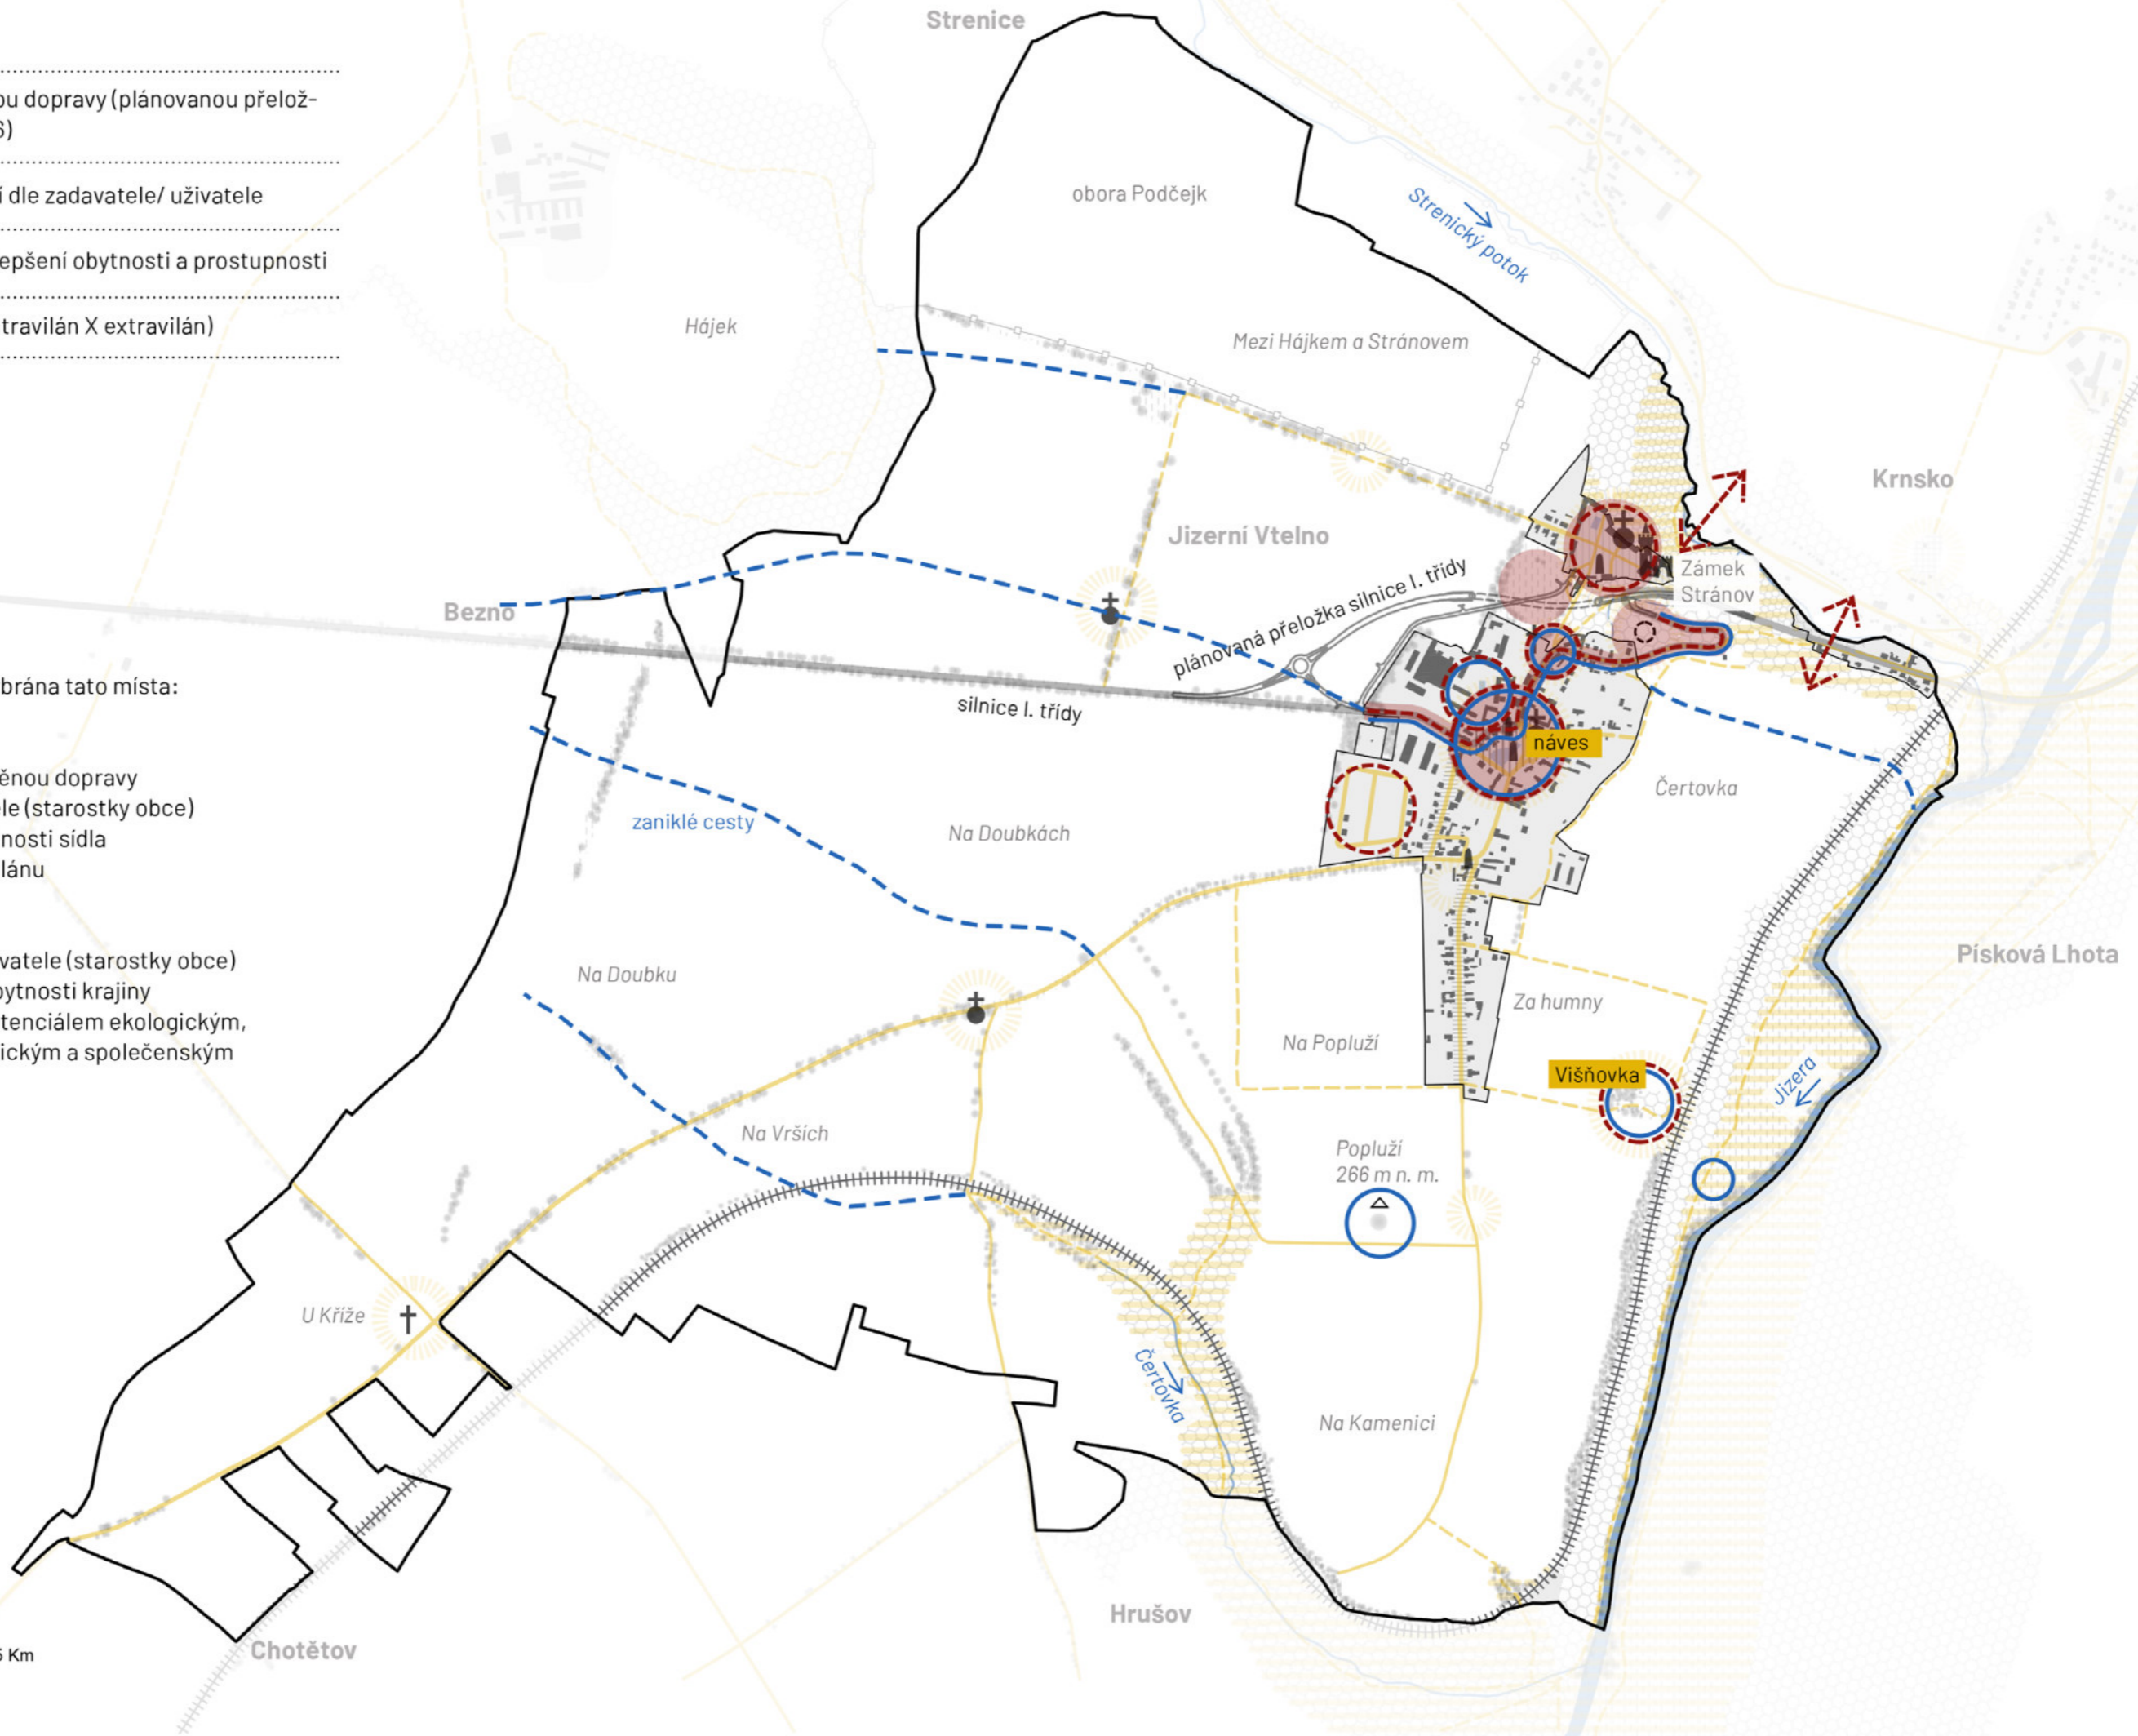 ou dopravy (plánovanou přelož-
6)
í dle zadavatele/ uživatele
epšení obytnosti a prostupnosti
travilán X extravilán)
brána tato místa:
ěnou dopravy
le (starostky obce)
nosti sídla
lánu
vatele (starostky obce)
bytnosti krajiny
tenciálem ekologickým,
ickým a společenským
5 Km
Strenice
obora Podčejk
Strenický potok
Hájek
Mezi Hájkem a Stránovem
Krnsko
Jizerní Vtelno
Zámek
Stránov
Bezno
plánovaná přeložka silnice I. třídy
silnice I. třídy
náves
Čertovka
zaniklé cesty
Na Doubkách
Na Doubku
Písková Lhota
Za humny
Na Popluží
Višňovka
Jizera
Na Vrších
Popluží
266 m n. m.
U Kříže
Čertovka
Na Kamenici
Hrušov
Chotětov